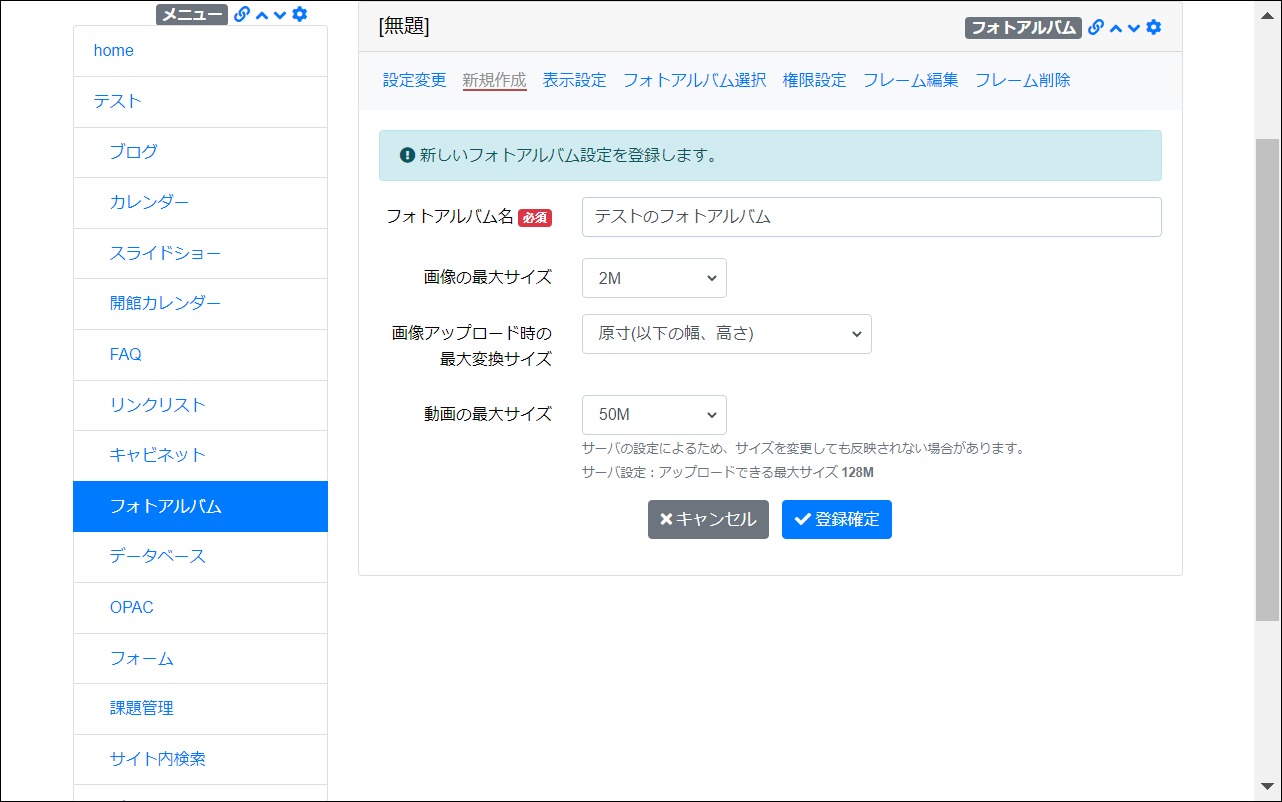 メニュー
home
テスト
ブログ
カレンダー
スライドショー
開館カレンダー
FAQ
リンクリスト
キャビネット
フォトアルバム
データベース
OPAC
フォーム
課題管理
サイト内検索
[無題]
フォトアルバム
設定変更 新規作成 表示設定 フォトアルバム選択 権限設定 フレーム編集 フレーム削除
新しいフォトアルバム設定を登録します。
フォトアルバム名 必須 テストのフォトアルバム
画像の最大サイズ 2M
画像アップロード時の 原寸(以下の幅、高さ)
最大変換サイズ
動画の最大サイズ 50M
サーバの設定によるため、サイズを変更しても反映されない場合があります。
サーバ設定：アップロードできる最大サイズ 128M
キャンセル 登録確定